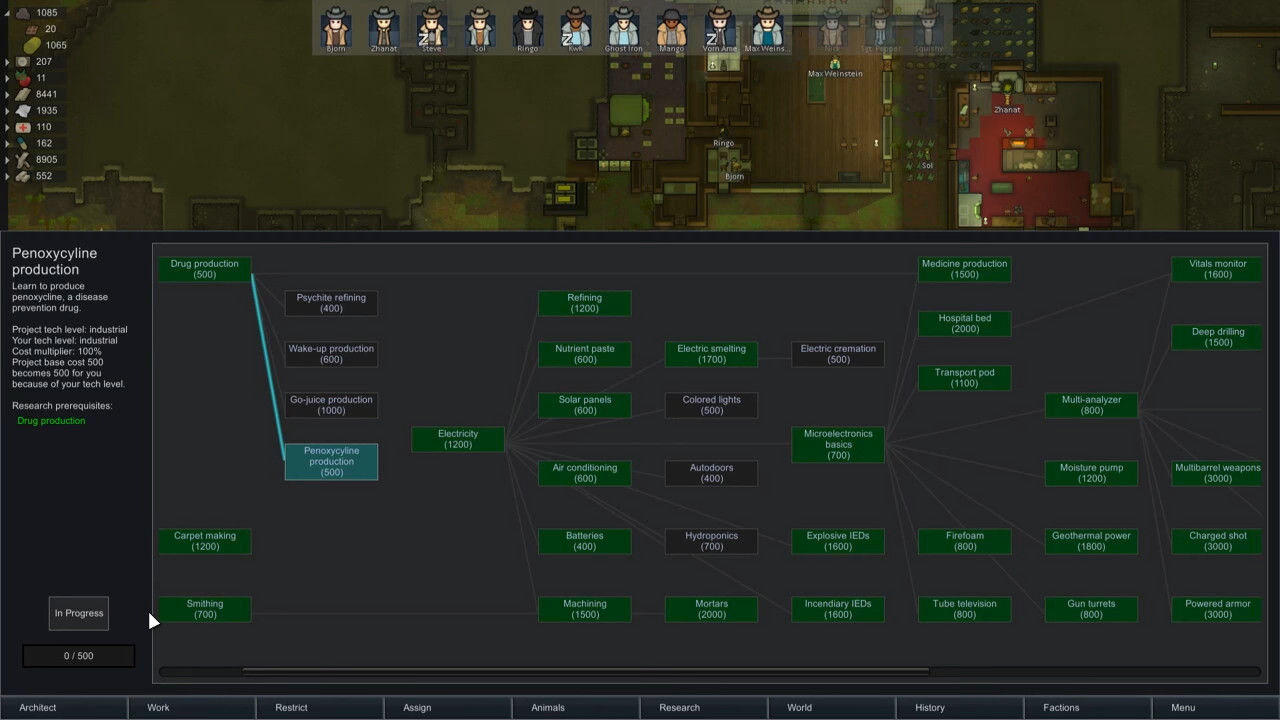 1085
20
1065
207
11
8441
1935
110
162
8905
552
Bjorn
Zhanat
Steve
Sol
Ringo
KwK
Ghost Iron
Mango
Max Weins...
Max Weinstein
Zhanat
Ringo
Sol
Bjorn
Penoxycyline
production
Learn to produce
penoxycline, a disease
prevention drug.
Project tech level: industrial
Your tech level: industrial
Cost multiplier: 100%
Project base cost 500
becomes 500 for you
because of your tech level.
Research prerequisites:
Drug production
In Progress
0 / 500
Drug production
(500)
Medicine production
(1500)
Vitals monitor
(1600)
Psychite refining
(400)
Refining
(1200)
Hospital bed
(2000)
Deep drilling
(1500)
Wake-up production
(600)
Nutrient paste
(600)
Electric smelting
(1700)
Electric cremation
(500)
Transport pod
(1100)
Go-juice production
(1000)
Solar panels
(600)
Colored lights
(500)
Multi-analyzer
(800)
Electricity
(1200)
Microelectronics
basics
(700)
Penoxycyline
production
(500)
Air conditioning
(600)
Autodoors
(400)
Moisture pump
(1200)
Multibarrel weapons
(3000)
Carpet making
(1200)
Batteries
(400)
Hydroponics
(700)
Explosive IEDs
(1600)
Firefoam
(800)
Geothermal power
(1800)
Charged shot
(3000)
Smithing
(700)
Machining
(1500)
Mortars
(2000)
Incendiary IEDs
(1600)
Tube television
(800)
Gun turrets
(800)
Powered armor
(3000)
Architect
Work
Restrict
Assign
Animals
Research
World
History
Factions
Menu